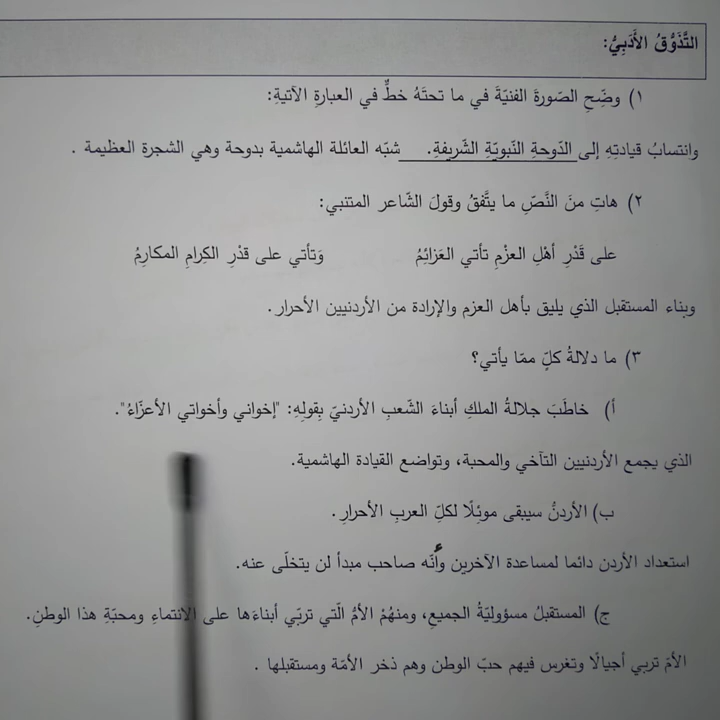 التَّذَوُّقُ الأَدَبِيُّ:
١) وضّحِ الصّورةَ الفنيّةَ في ما تحتَهُ خطٌّ في العبارةِ الآتيةِ:
وانتسابُ قيادتِهِ إلى الدّوحةِ النّبويّةِ الشّريفةِ. شبّه العائلة الهاشمية بدوحة وهي الشجرة العظيمة .
٢) هاتِ منَ النَّصِّ ما يتَّفقُ وقولَ الشّاعر المتنبي:
على قَدْرِ أهْلِ العزْمِ تأتي العَزائِمُ وَتأتي على قدْرِ الكِرامِ المكارِمُ
وبناء المستقبل الذي يليق بأهل العزم والإرادة من الأردنيين الأحرار.
٣) ما دلالةُ كلٍّ ممّا يأتي؟
أ) خاطَبَ جلالةُ الملكِ أبناءَ الشّعبِ الأردنيّ بِقولِهِ: "إخواني وأخواتي الأعزّاءُ".
الذي يجمع الأردنيين التآخي والمحبة، وتواضع القيادة الهاشمية.
ب) الأردنُّ سيبقى موئِلًا لكلِّ العربِ الأحرارِ.
استعداد الأردن دائما لمساعدة الآخرين وأنّه صاحب مبدأ لن يتخلّى عنه.
ج) المستقبلُ مسؤوليّةُ الجميعِ، ومنهُمْ الأمُّ الّتي تربّي أبناءَها على الانتماءِ ومحبّةِ هذا الوطنِ.
الأمّ تربي أجيالًا وتغرس فيهم حبّ الوطن وهم ذخر الأمّة ومستقبلها .